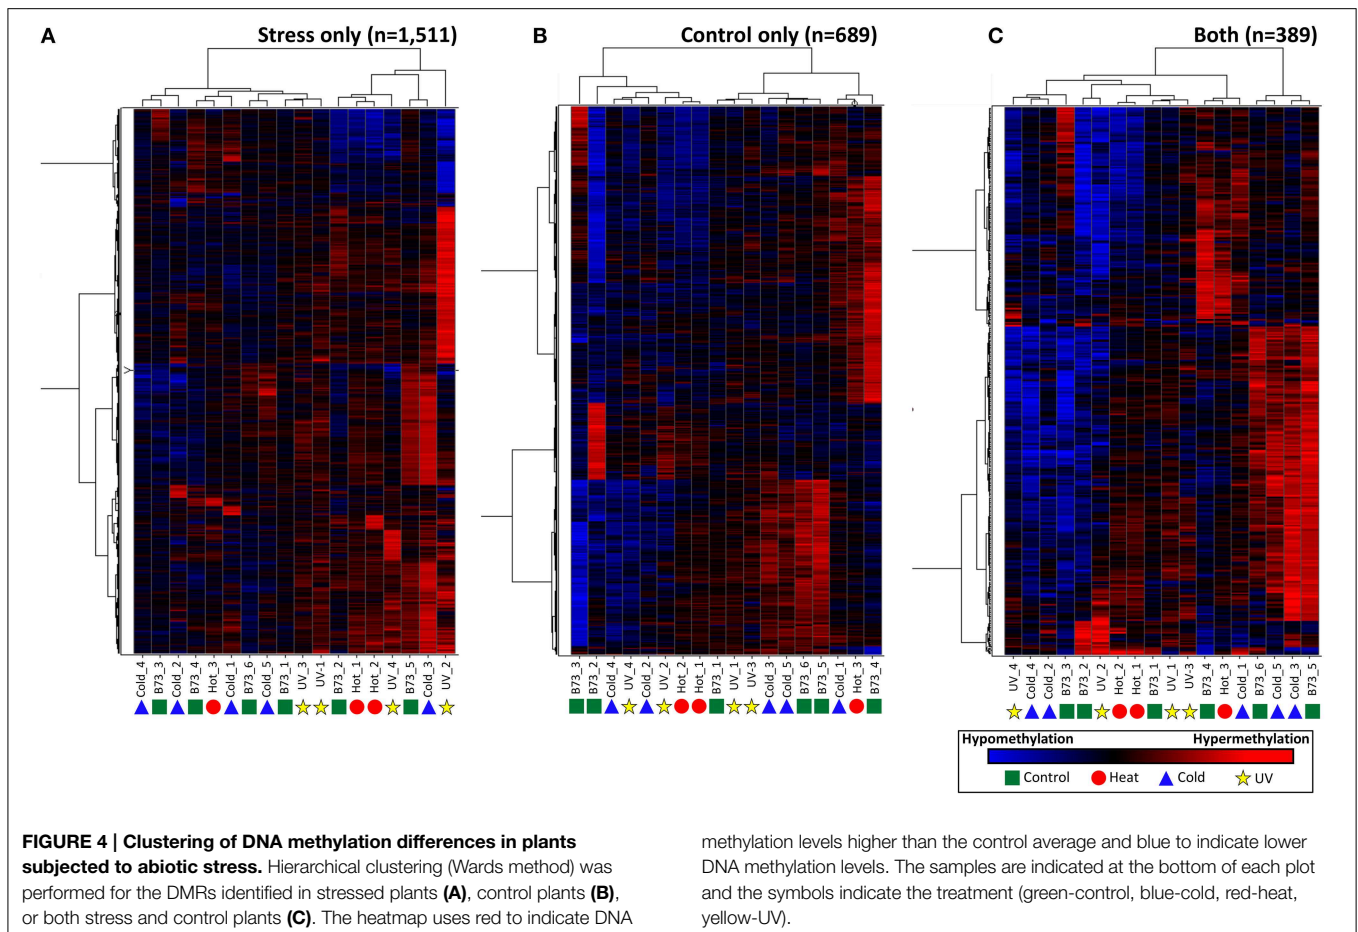 A
Stress only (n=1,511)
B
Control only (n=689)
C
Both (n=389)
Cold_4
B73_3
Cold_2
B73_4
Hot_3
Cold_1
B73_6
Cold_5
B73_1
UV_3
UV-1
B73_2
Hot_1
Hot_2
UV_4
B73_5
Cold_3
UV_2
B73_3
B73_2
Cold_4
UV_4
Cold_2
UV_2
Hot_2
Hot_1
B73_1
UV_1
UV-3
Cold_3
Cold_5
B73_6
B73_5
Cold_1
Hot_3
B73_4
UV_4
Cold_4
Cold_2
B73_3
B73_2
UV_2
Hot_2
Hot_1
B73_1
UV_1
UV-3
B73_4
Hot_3
Cold_1
B73_6
Cold_5
Cold_3
B73_5
Hypomethylation Hypermethylation
Control Heat Cold UV
FIGURE 4 | Clustering of DNA methylation differences in plants
subjected to abiotic stress. Hierarchical clustering (Wards method) was
performed for the DMRs identified in stressed plants (A), control plants (B),
or both stress and control plants (C). The heatmap uses red to indicate DNA
methylation levels higher than the control average and blue to indicate lower
DNA methylation levels. The samples are indicated at the bottom of each plot
and the symbols indicate the treatment (green-control, blue-cold, red-heat,
yellow-UV).